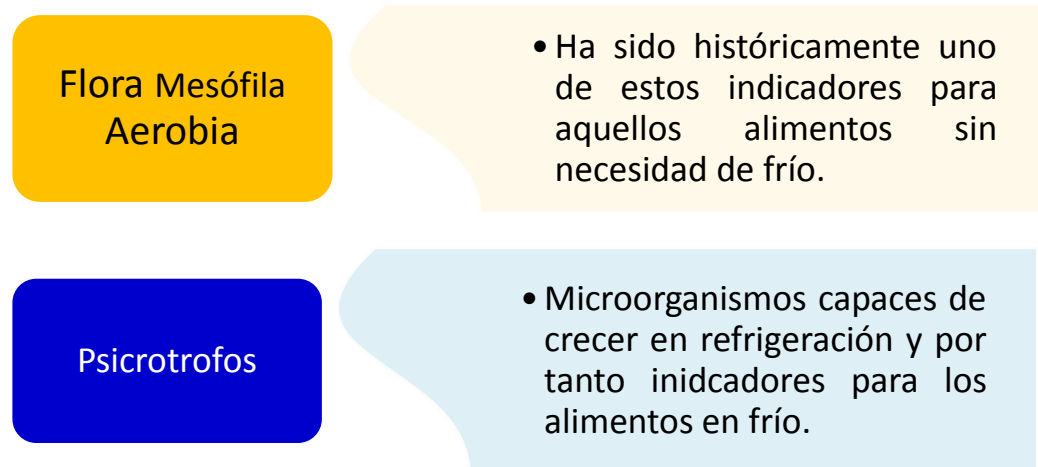 Flora Mesófila
Aerobia
•Ha sido históricamente uno
de estos indicadores para
aquellos alimentos sin
necesidad de frío.
Psicrotrofos
•Microorganismos capaces de
crecer en refrigeración y por
tanto inidcadores para los
alimentos en frío.